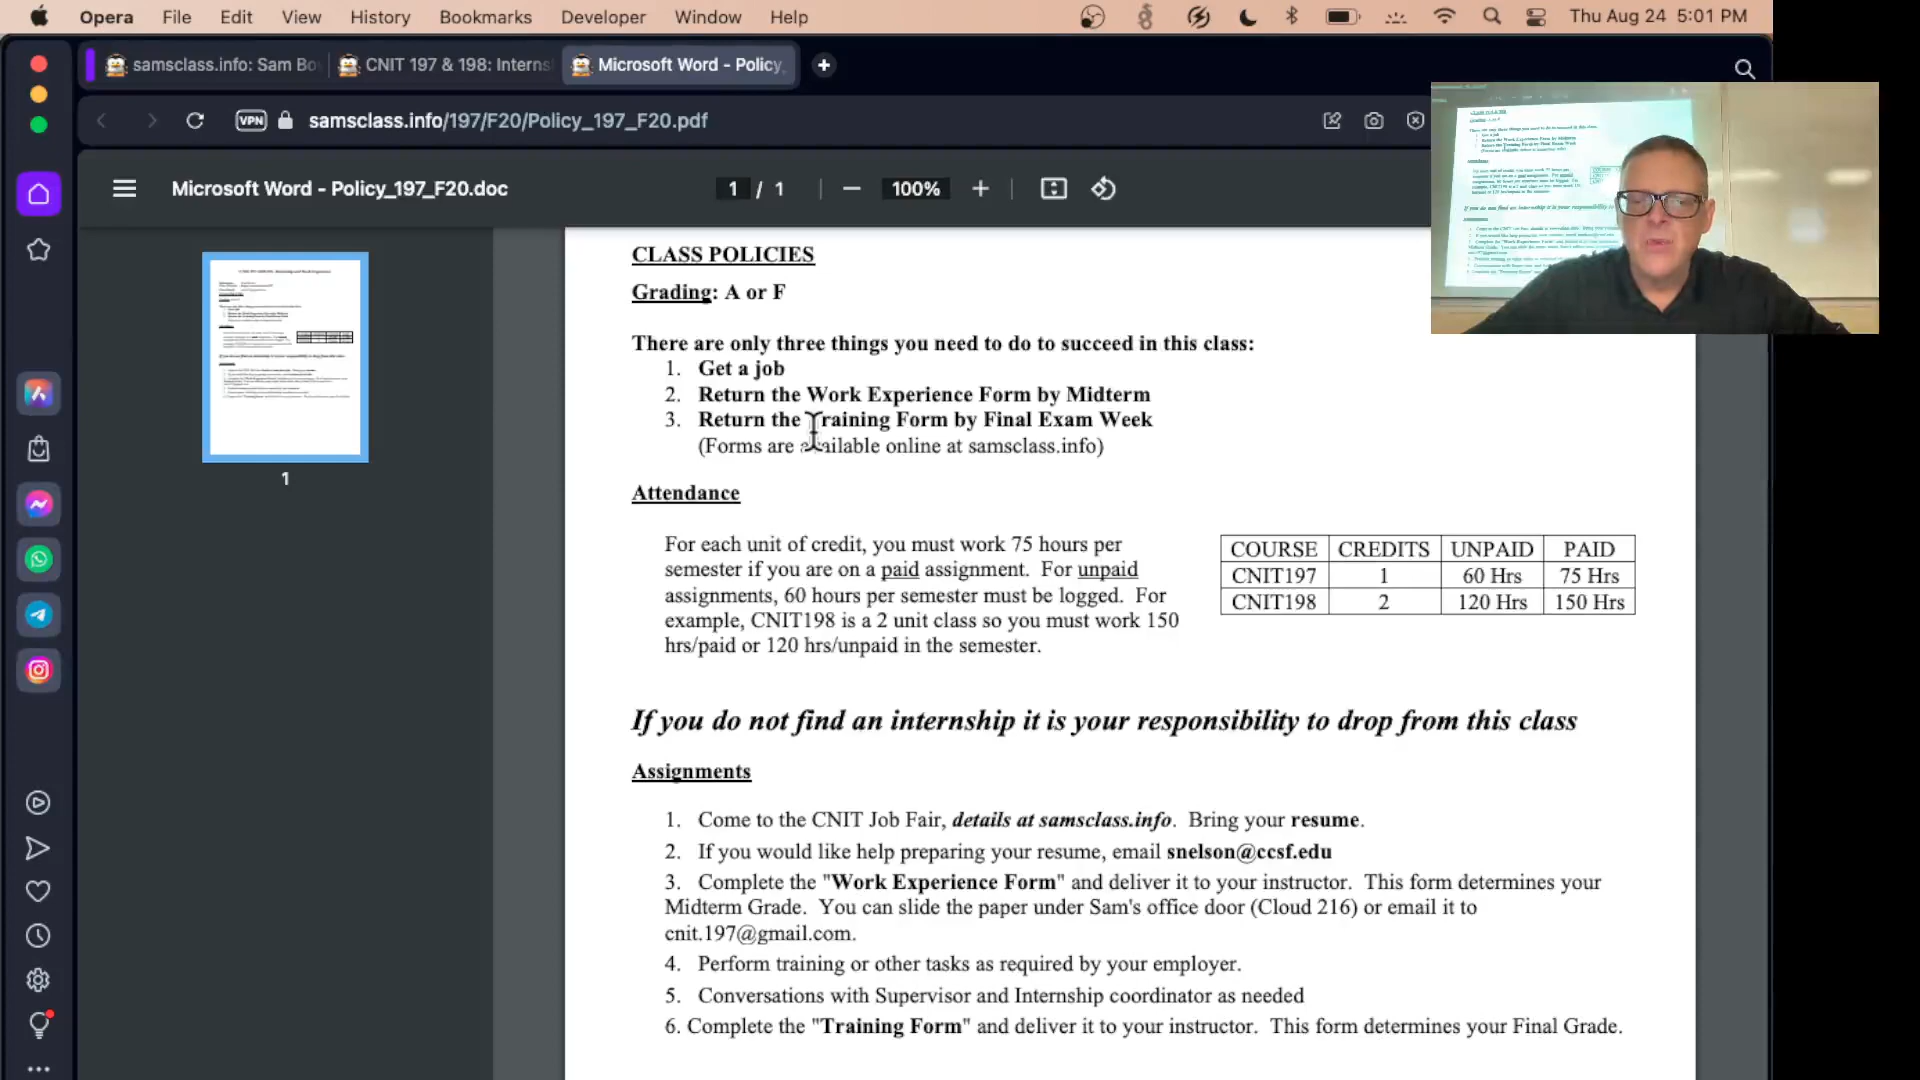 Opera File Edit View History Bookmarks Developer Window Help Thu Aug 24 5:01 PM
samsclass.info: Sam Bo CNIT 197 & 198: Interns Microsoft Word - Policy_
VPN samsclass.info/197/F20/Policy_197_F20.pdf
Microsoft Word - Policy_197_F20.doc 1 / 1 100%
1
CLASS POLICIES
Grading: A or F
There are only three things you need to do to succeed in this class:
1. Get a job
2. Return the Work Experience Form by Midterm
3. Return the Training Form by Final Exam Week
(Forms are available online at samsclass.info)
Attendance
For each unit of credit, you must work 75 hours per
semester if you are on a paid assignment. For unpaid
assignments, 60 hours per semester must be logged. For
example, CNIT198 is a 2 unit class so you must work 150
hrs/paid or 120 hrs/unpaid in the semester.
COURSE CREDITS UNPAID PAID
CNIT197 1 60 Hrs 75 Hrs
CNIT198 2 120 Hrs 150 Hrs
If you do not find an internship it is your responsibility to drop from this class
Assignments
1. Come to the CNIT Job Fair, details at samsclass.info. Bring your resume.
2. If you would like help preparing your resume, email snelson@ccsf.edu
3. Complete the "Work Experience Form" and deliver it to your instructor. This form determines your
Midterm Grade. You can slide the paper under Sam's office door (Cloud 216) or email it to
cnit.197@gmail.com.
4. Perform training or other tasks as required by your employer.
5. Conversations with Supervisor and Internship coordinator as needed
6. Complete the "Training Form" and deliver it to your instructor. This form determines your Final Grade.